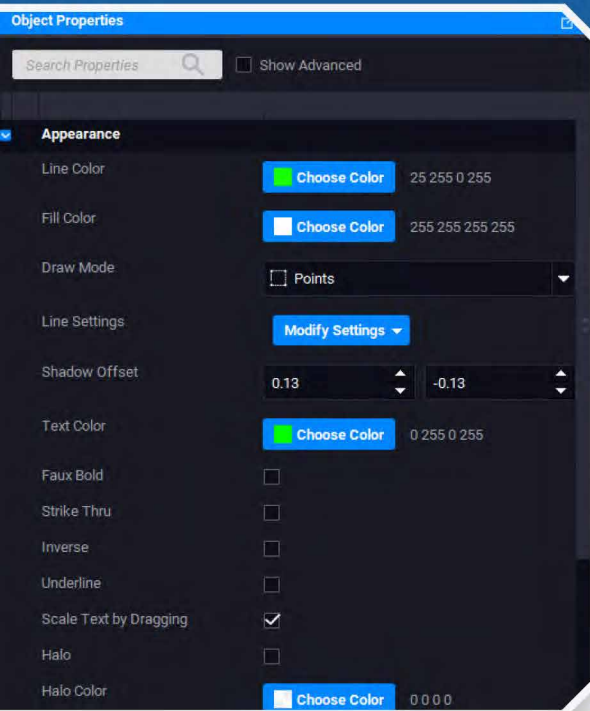 Object Properties
Search Properties
Show Advanced
Appearance
Line Color Choose Color 25 255 0 255
Fill Color Choose Color 255 255 255 255
Draw Mode Points
Line Settings Modify Settings
Shadow Offset 0.13 -0.13
Text Color Choose Color 0 255 0 255
Faux Bold
Strike Thru
Inverse
Underline
Scale Text by Dragging
Halo
Halo Color Choose Color 0 0 0 0